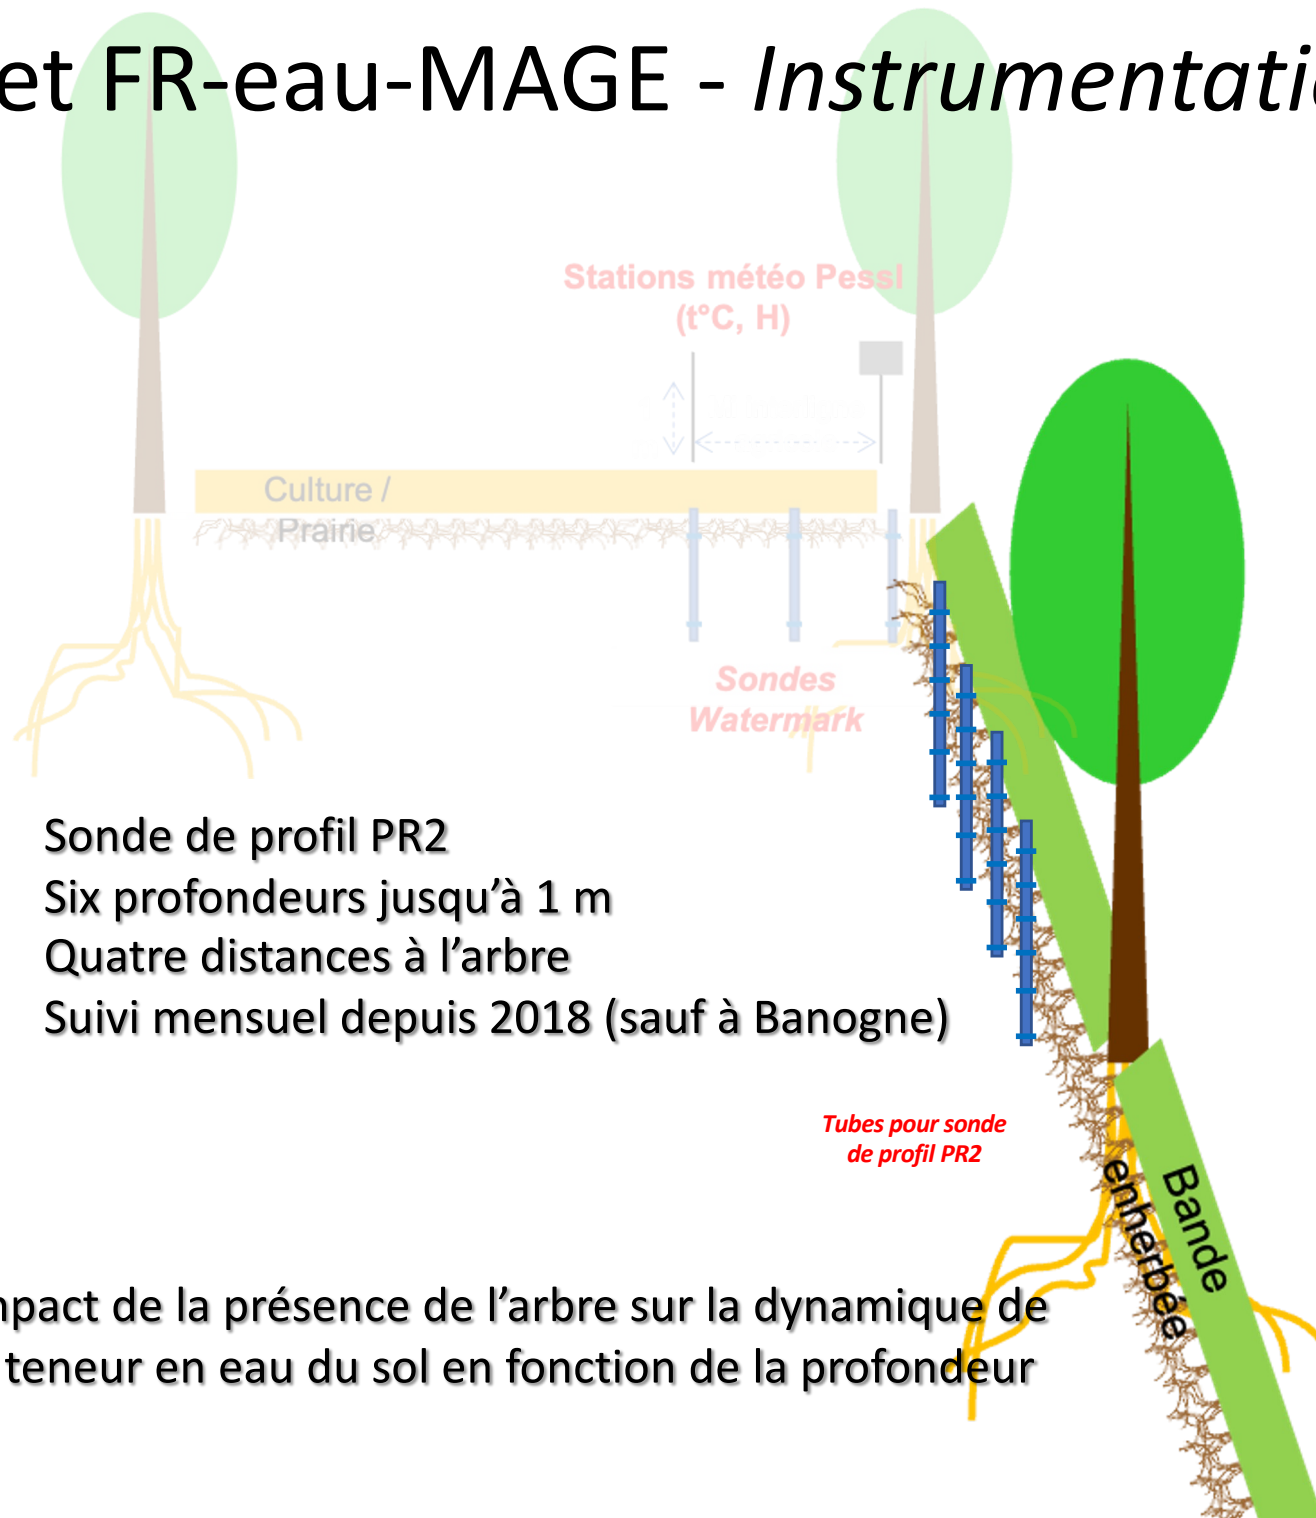 et FR-eau-MAGE - Instrumentati
Stations météo Pessl
(t°C, H)
Culture /
Prairie
Sondes
Watermark
Sonde de profil PR2
Six profondeurs jusqu’à 1 m
Quatre distances à l’arbre
Suivi mensuel depuis 2018 (sauf à Banogne)
Tubes pour sonde
de profil PR2
Bande
enherbée
mpact de la présence de l’arbre sur la dynamique de
teneur en eau du sol en fonction de la profondeur